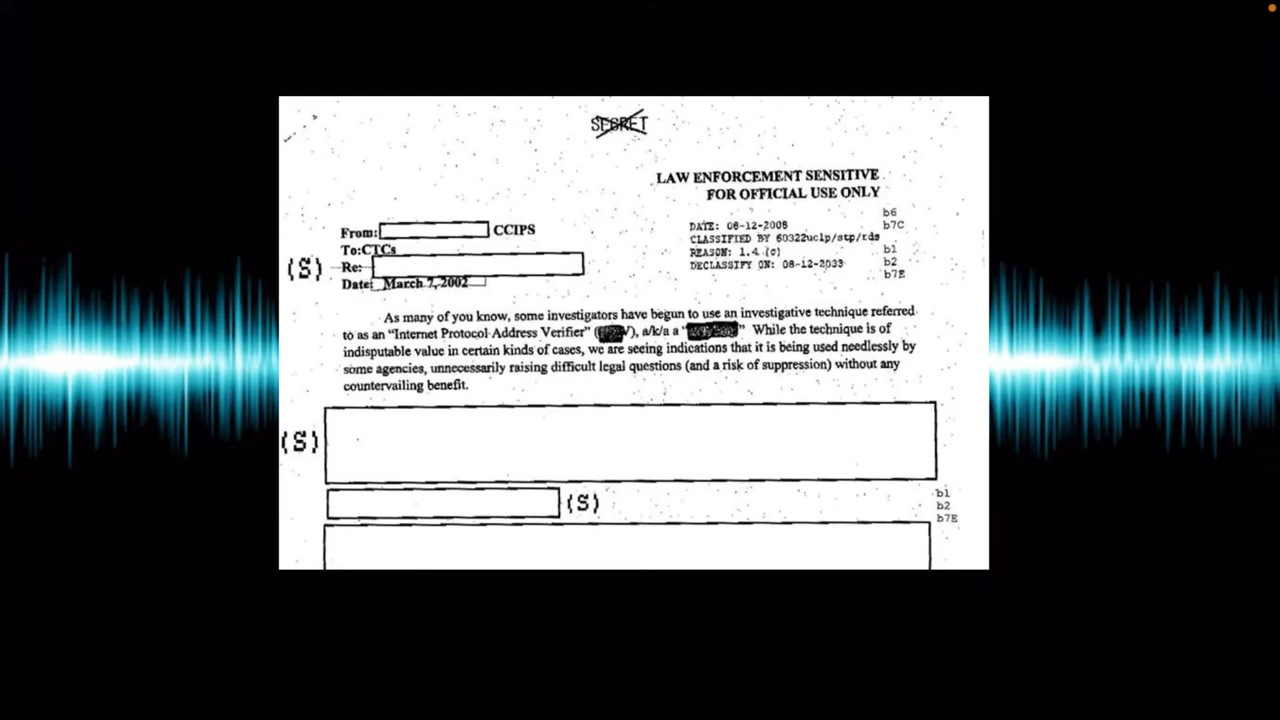 SECRET
LAW ENFORCEMENT SENSITIVE
FOR OFFICIAL USE ONLY
b6
b7C
DATE: 08-12-2008
CLASSIFIED BY 60322uclp/stp/rds
REASON: 1.4 (c)
DECLASSIFY ON: 08-12-2033
b1
b2
b7E
From: CCIPS
To: CTCs
(S) Re:
Date: March 7, 2002
As many of you know, some investigators have begun to use an investigative technique referred
to as an “Internet Protocol Address Verifier” ( V), a/k/a a “ ” While the technique is of
indisputable value in certain kinds of cases, we are seeing indications that it is being used needlessly by
some agencies, unnecessarily raising difficult legal questions (and a risk of suppression) without any
countervailing benefit.
(S)
(S)
b1
b2
b7E